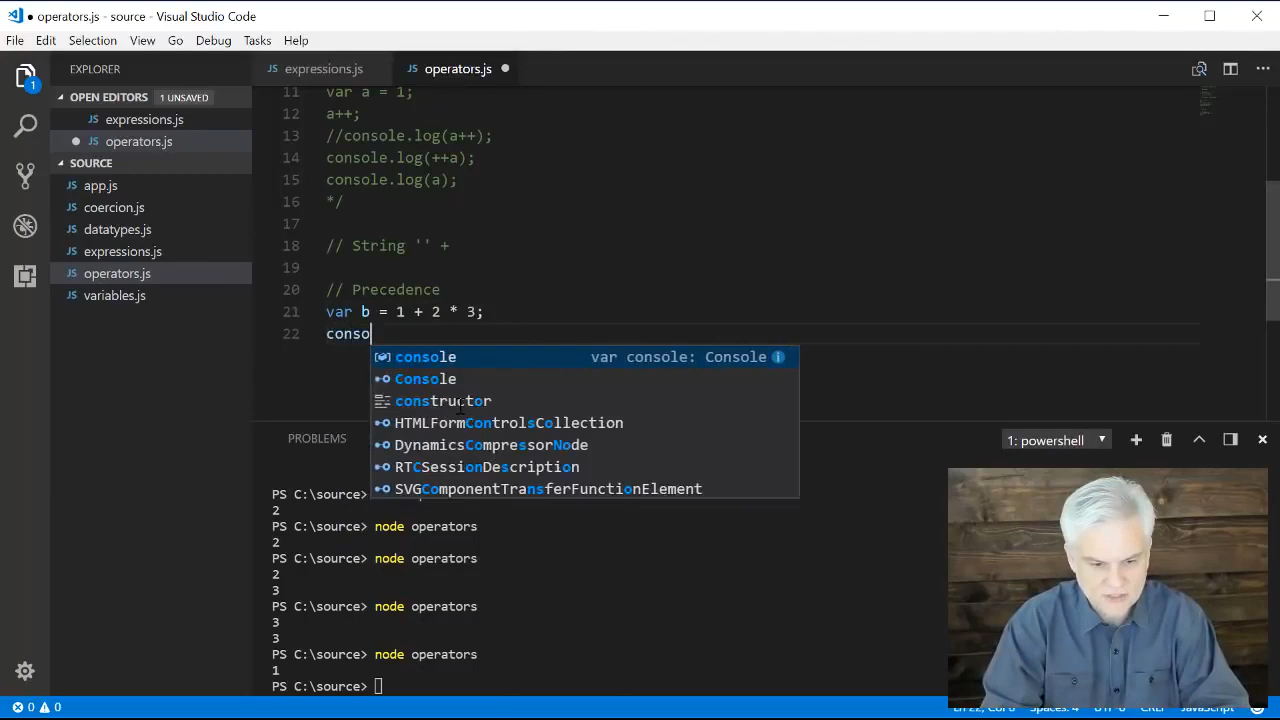 operators.js - source - Visual Studio Code
File Edit Selection View Go Debug Tasks Help
EXPLORER
expressions.js
operators.js
1
OPEN EDITORS 1 UNSAVED
JS expressions.js
JS operators.js
SOURCE
JS app.js
JS coercion.js
JS datatypes.js
JS expressions.js
JS operators.js
JS variables.js
11 var a = 1;
12 a++;
13 //console.log(a++);
14 console.log(++a);
15 console.log(a);
16 */
17
18 // String '' +
19
20 // Precedence
21 var b = 1 + 2 * 3;
22 conso
console var console: Console
Console
constructor
HTMLFormControlsCollection
DynamicsCompressorNode
RTCSessionDescription
SVGComponentTransferFunctionElement
PROBLEMS
1: powershell
PS C:\source>
2
PS C:\source> node operators
2
PS C:\source> node operators
2
3
PS C:\source> node operators
3
3
PS C:\source> node operators
1
PS C:\source>
0 0